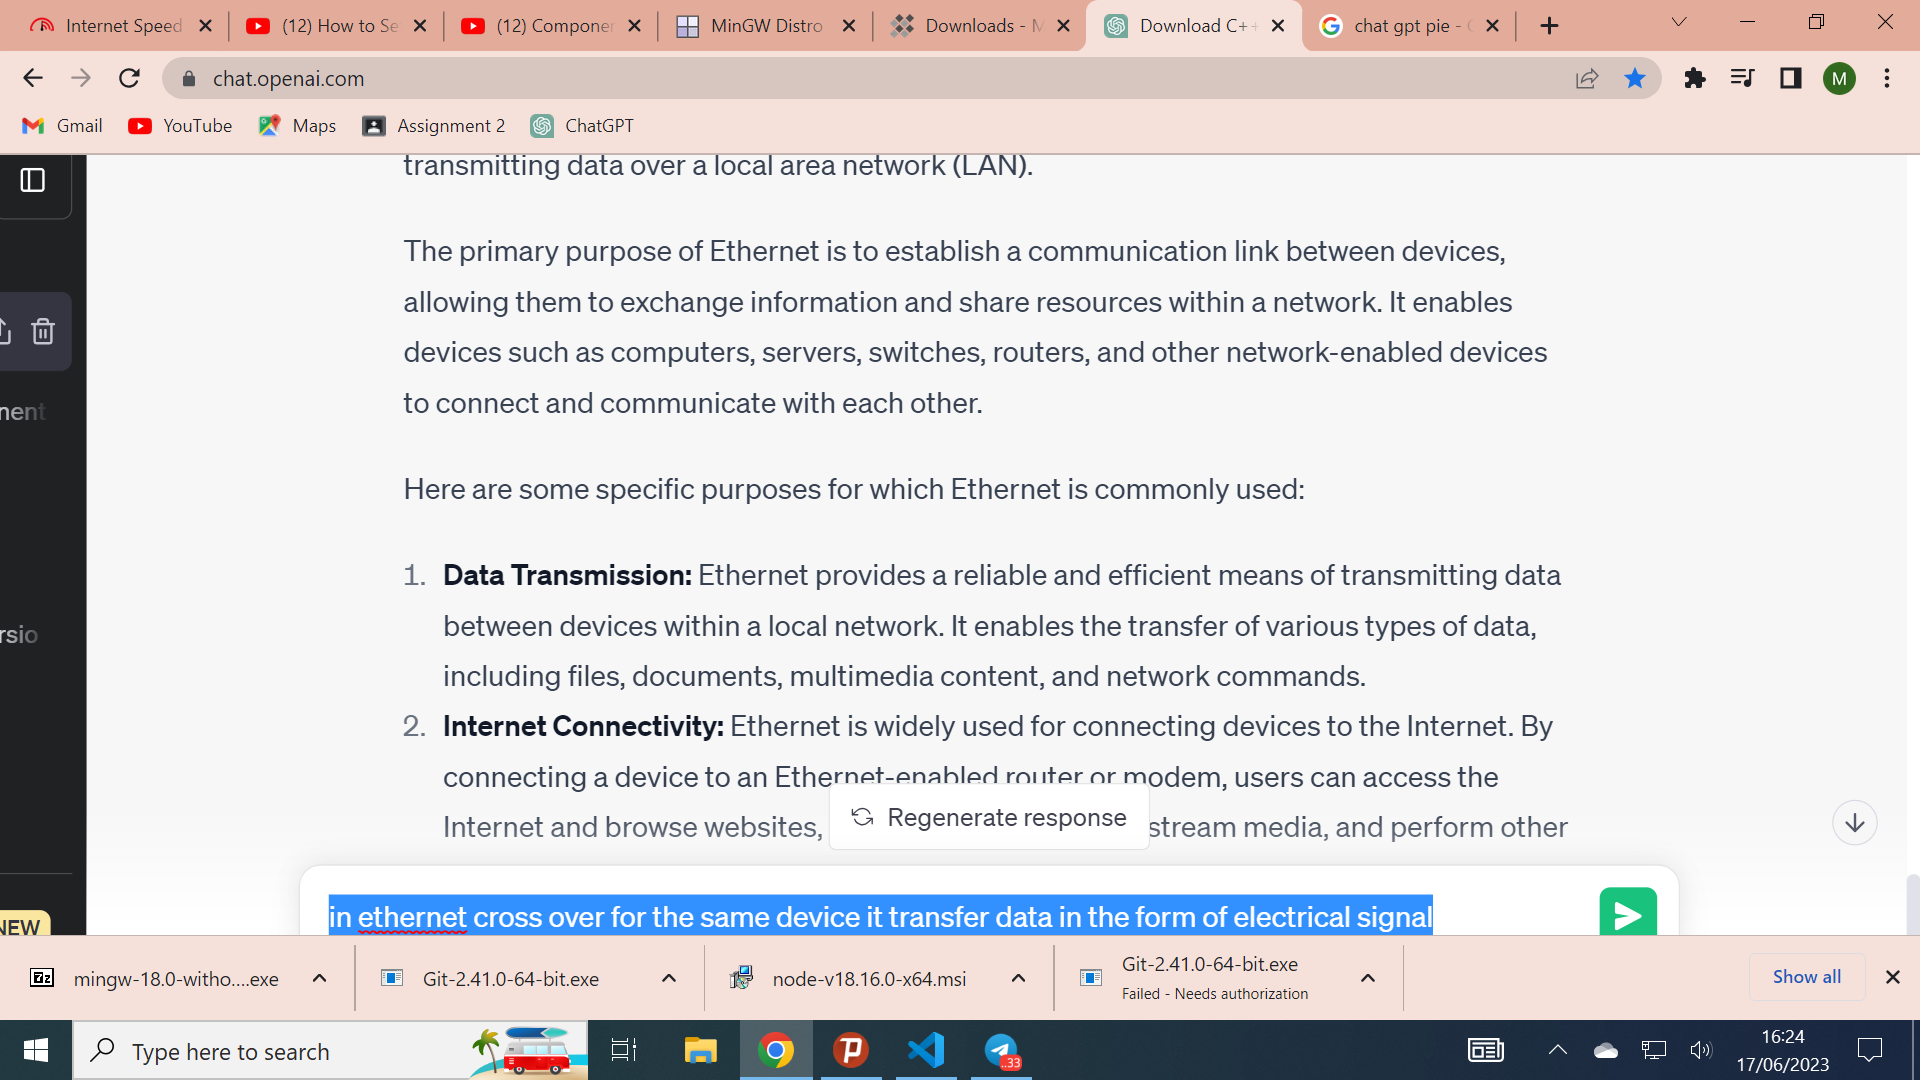 Internet Speed
(12) How to Se
(12) Componen
MinGW Distro
Downloads - M
Download C++
chat gpt pie - G
chat.openai.com
M
Gmail
YouTube
Maps
Assignment 2
ChatGPT
transmitting data over a local area network (LAN).
The primary purpose of Ethernet is to establish a communication link between devices,
allowing them to exchange information and share resources within a network. It enables
devices such as computers, servers, switches, routers, and other network-enabled devices
to connect and communicate with each other.
nent
Here are some specific purposes for which Ethernet is commonly used:
1. Data Transmission: Ethernet provides a reliable and efficient means of transmitting data
between devices within a local network. It enables the transfer of various types of data,
rsio
including files, documents, multimedia content, and network commands.
2. Internet Connectivity: Ethernet is widely used for connecting devices to the Internet. By
connecting a device to an Ethernet-enabled router or modem, users can access the
Internet and browse websites, stream media, and perform other
Regenerate response
in ethernet cross over for the same device it transfer data in the form of electrical signal
NEW
mingw-18.0-witho....exe
Git-2.41.0-64-bit.exe
node-v18.16.0-x64.msi
Git-2.41.0-64-bit.exe
Failed - Needs authorization
Show all
Type here to search
..33
16:24
17/06/2023